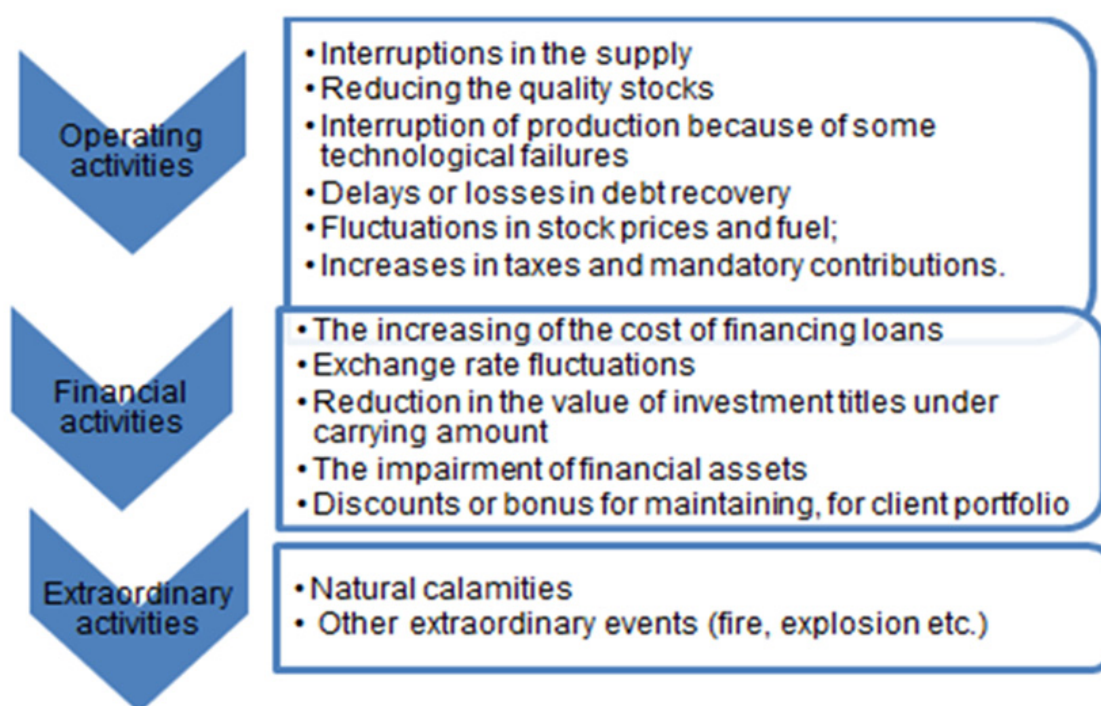 Operating
activities
• Interruptions in the supply
• Reducing the quality stocks
• Interruption of production because of some
technological failures
• Delays or losses in debt recovery
• Fluctuations in stock prices and fuel;
• Increases in taxes and mandatory contributions.
Financial
activities
• The increasing of the cost of financing loans
• Exchange rate fluctuations
• Reduction in the value of investment titles under
carrying amount
• The impairment of financial assets
• Discounts or bonus for maintaining, for client portfolio
Extraordinary
activities
• Natural calamities
• Other extraordinary events (fire, explosion etc.)